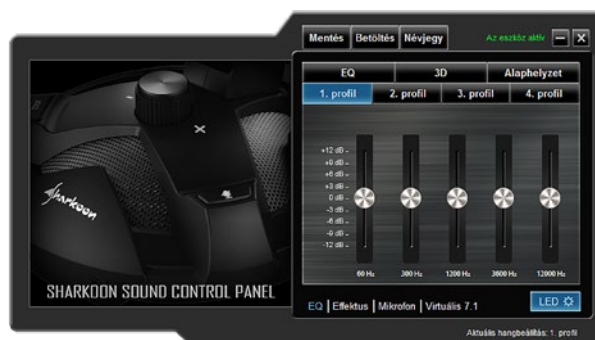 Mentés Betöltés Névjegy Az eszköz aktív
EQ 3D Alaphelyzet
1. profil 2. profil 3. profil 4. profil
+12 dB
+9 dB
+6 dB
+3 dB
0 dB
-3 dB
-6 dB
-9 dB
-12 dB
60 Hz 300 Hz 1200 Hz 3600 Hz 12000 Hz
Sharkoon
SHARKOON SOUND CONTROL PANEL
EQ | Effektus | Mikrofon | Virtuális 7.1 LED
Aktuális hangbeállítás: 1. profil